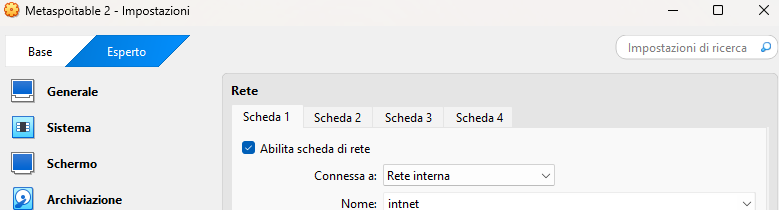 Metaspoitable 2 - Impostazioni
Base Esperto Impostazioni di ricerca
Generale
Sistema
Schermo
Archiviazione
Rete
Scheda 1 Scheda 2 Scheda 3 Scheda 4
Abilita scheda di rete
Connessa a: Rete interna
Nome: intnet